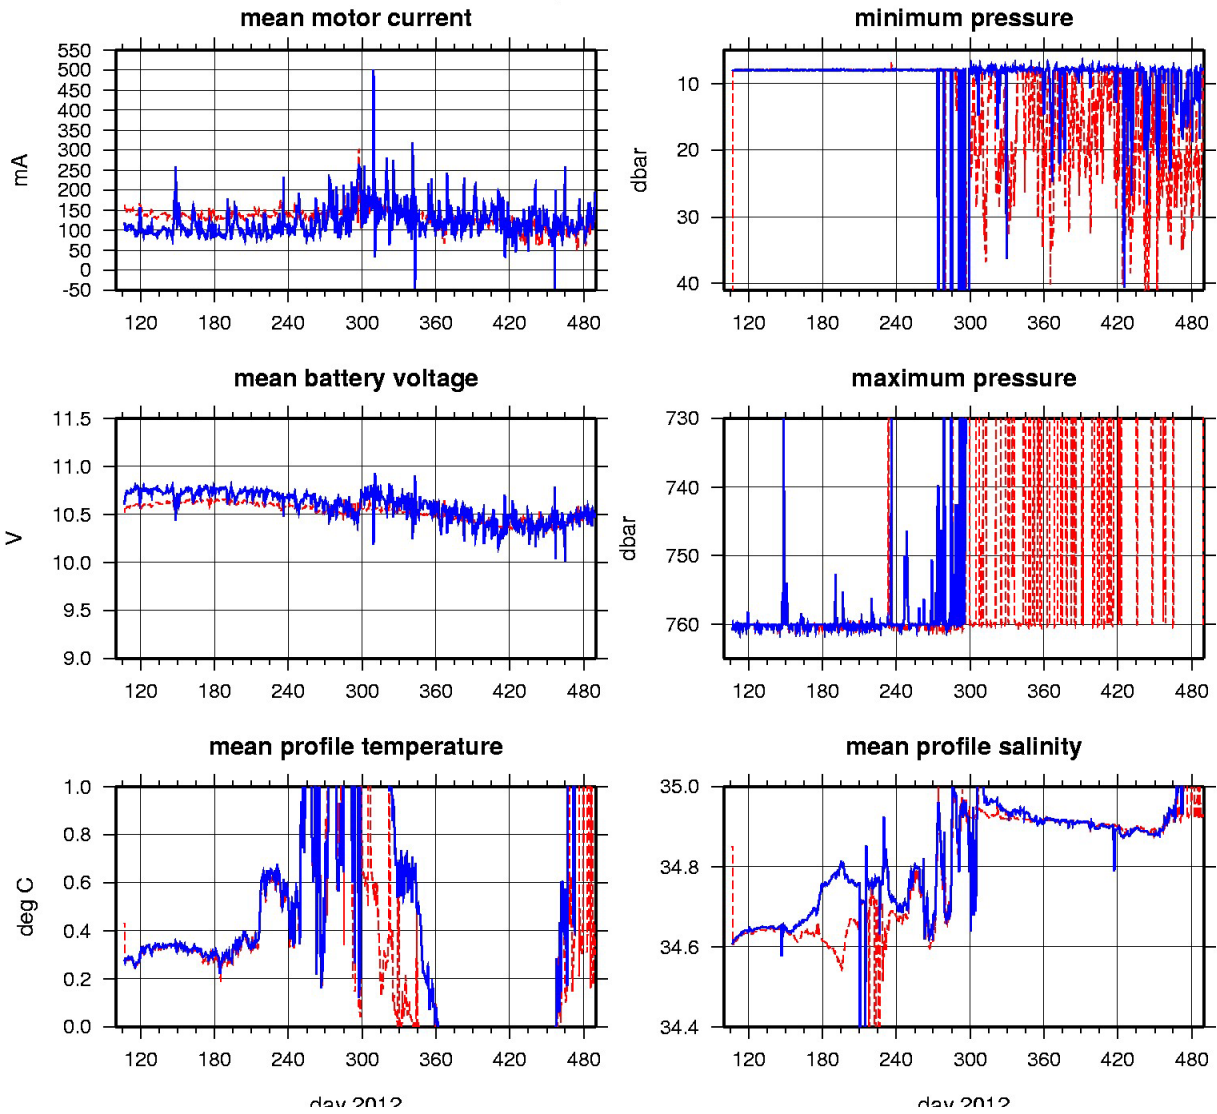 mean motor current
mA
550
500
450
400
350
300
250
200
150
100
50
0
-50
120 180 240 300 360 420 480
minimum pressure
dbar
10
20
30
40
120 180 240 300 360 420 480
mean battery voltage
V
11.5
11.0
10.5
10.0
9.5
9.0
120 180 240 300 360 420 480
maximum pressure
dbar
730
740
750
760
120 180 240 300 360 420 480
mean profile temperature
deg C
1.0
0.8
0.6
0.4
0.2
0.0
120 180 240 300 360 420 480
day 2012
mean profile salinity
35.0
34.8
34.6
34.4
120 180 240 300 360 420 480
day 2012